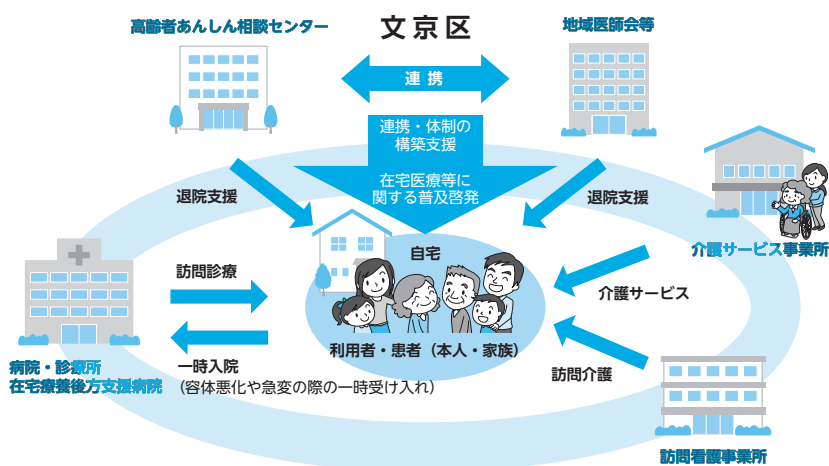 文京区
高齢者あんしん相談センター
地域医師会等
連携
連携・体制の
構築支援
在宅医療等に
関する普及啓発
退院支援
退院支援
介護サービス事業所
自宅
訪問診療
介護サービス
利用者・患者（本人・家族）
病院・診療所
在宅療養後方支援病院
一時入院
（容体悪化や急変の際の一時受け入れ）
訪問介護
訪問看護事業所